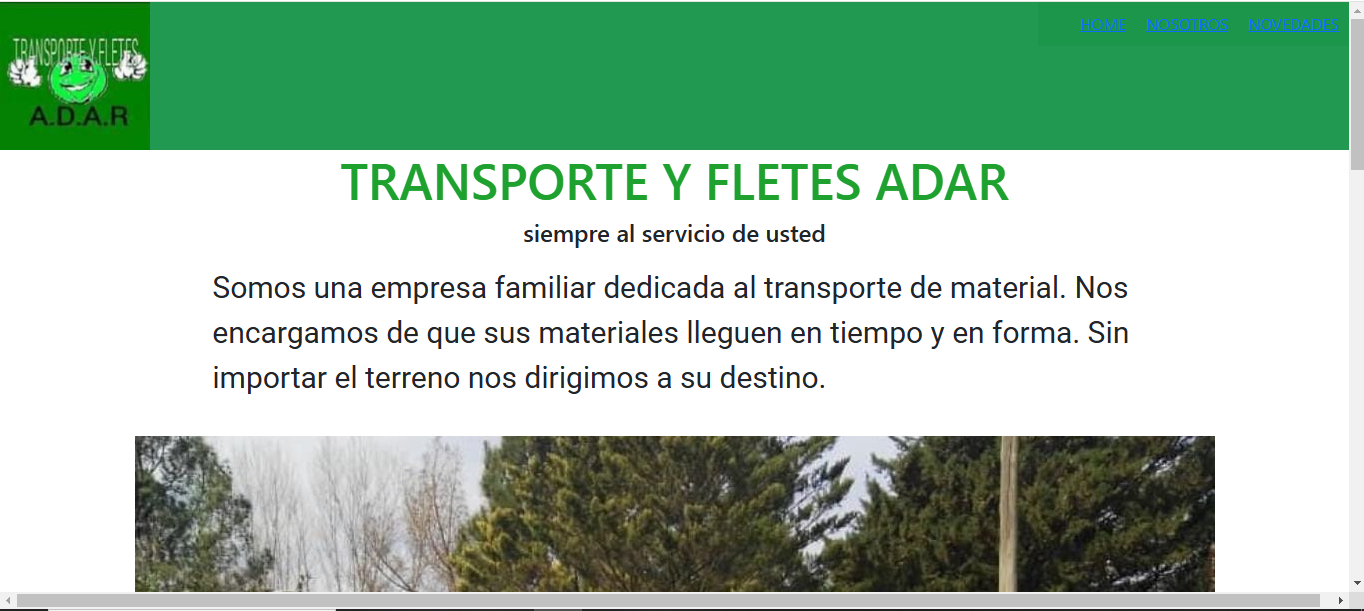 TRANSPORTE Y FLETES
A.D.A.R
HOME NOSOTROS NOVEDADES
TRANSPORTE Y FLETES ADAR
siempre al servicio de usted
Somos una empresa familiar dedicada al transporte de material. Nos
encargamos de que sus materiales lleguen en tiempo y en forma. Sin
importar el terreno nos dirigimos a su destino.